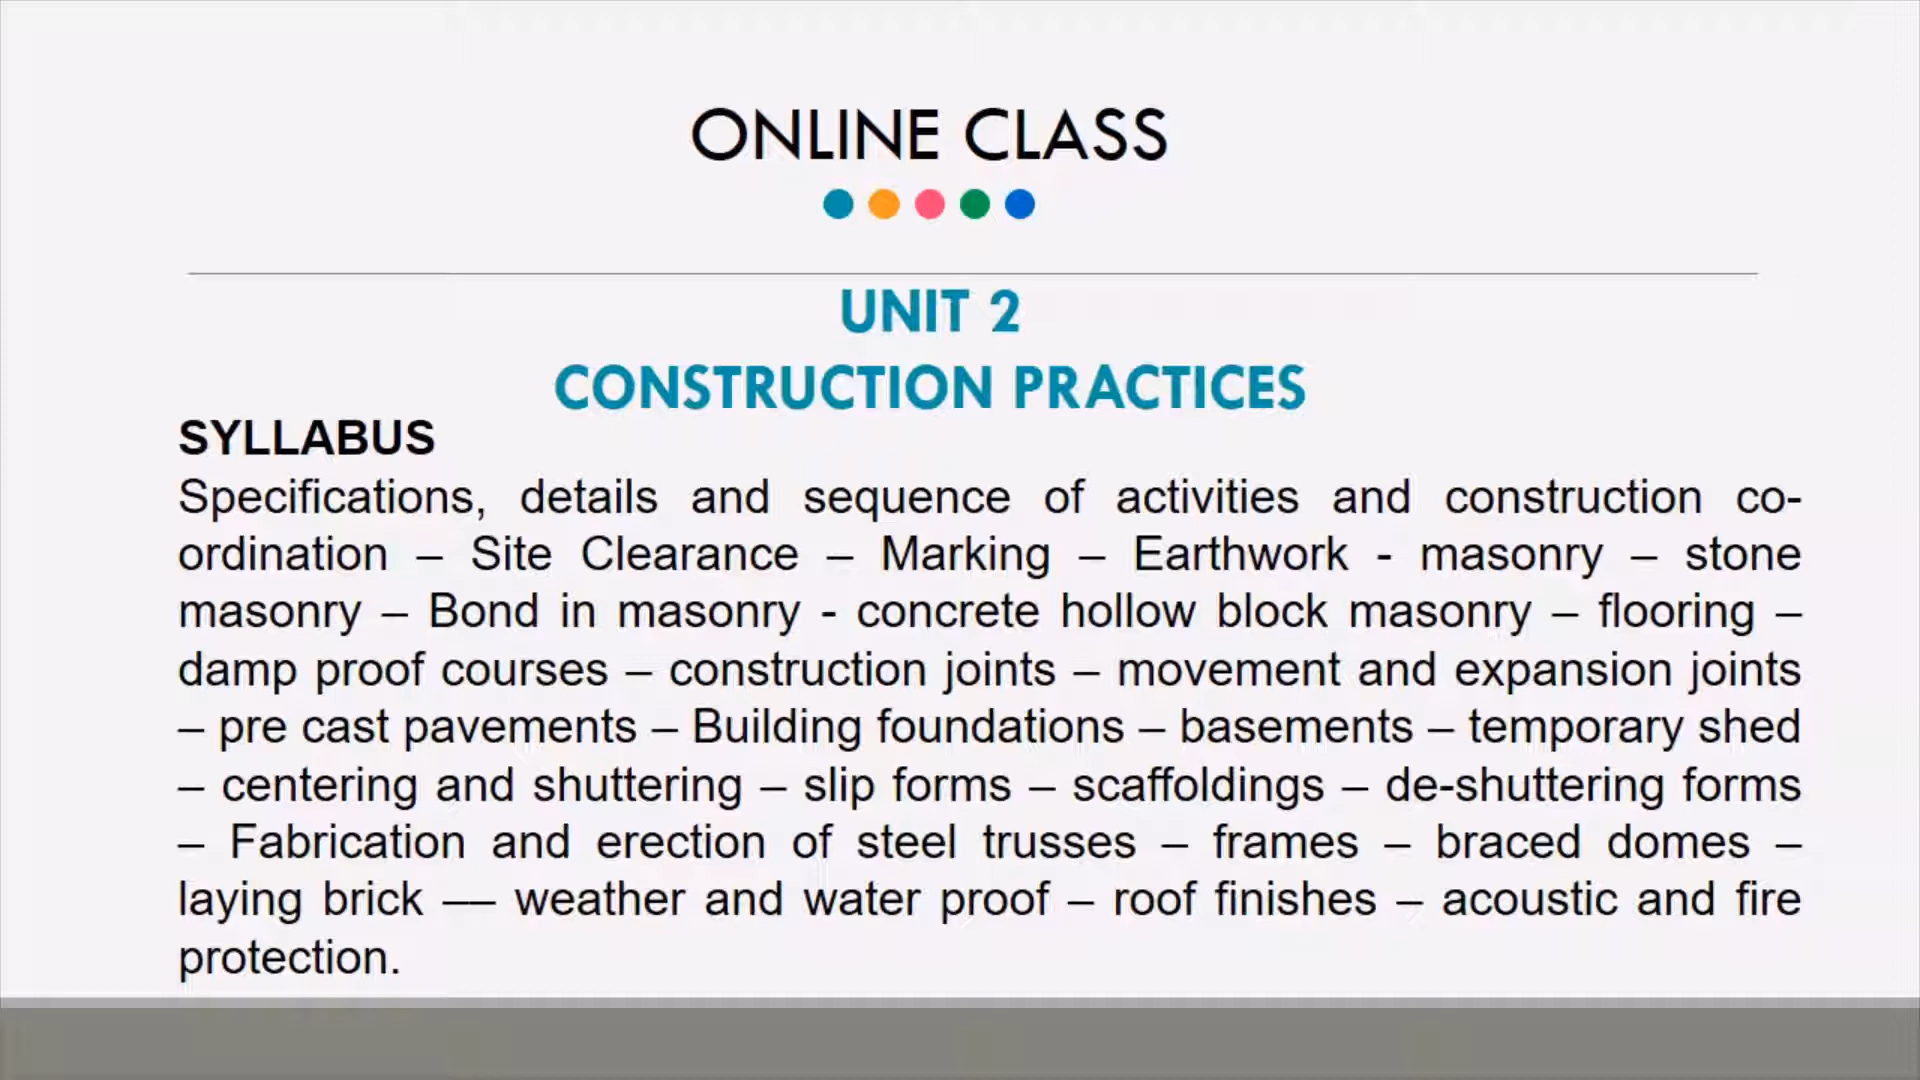 ONLINE CLASS
UNIT 2
CONSTRUCTION PRACTICES
SYLLABUS
Specifications, details and sequence of activities and construction co-
ordination – Site Clearance – Marking – Earthwork - masonry – stone
masonry – Bond in masonry - concrete hollow block masonry – flooring –
damp proof courses – construction joints – movement and expansion joints
– pre cast pavements – Building foundations – basements – temporary shed
– centering and shuttering – slip forms – scaffoldings – de-shuttering forms
– Fabrication and erection of steel trusses – frames – braced domes –
laying brick –– weather and water proof – roof finishes – acoustic and fire
protection.